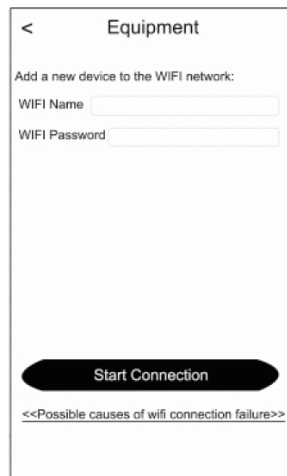 < Equipment
Add a new device to the WIFI network:
WIFI Name
WIFI Password
Start Connection
<<Possible causes of wifi connection failure>>